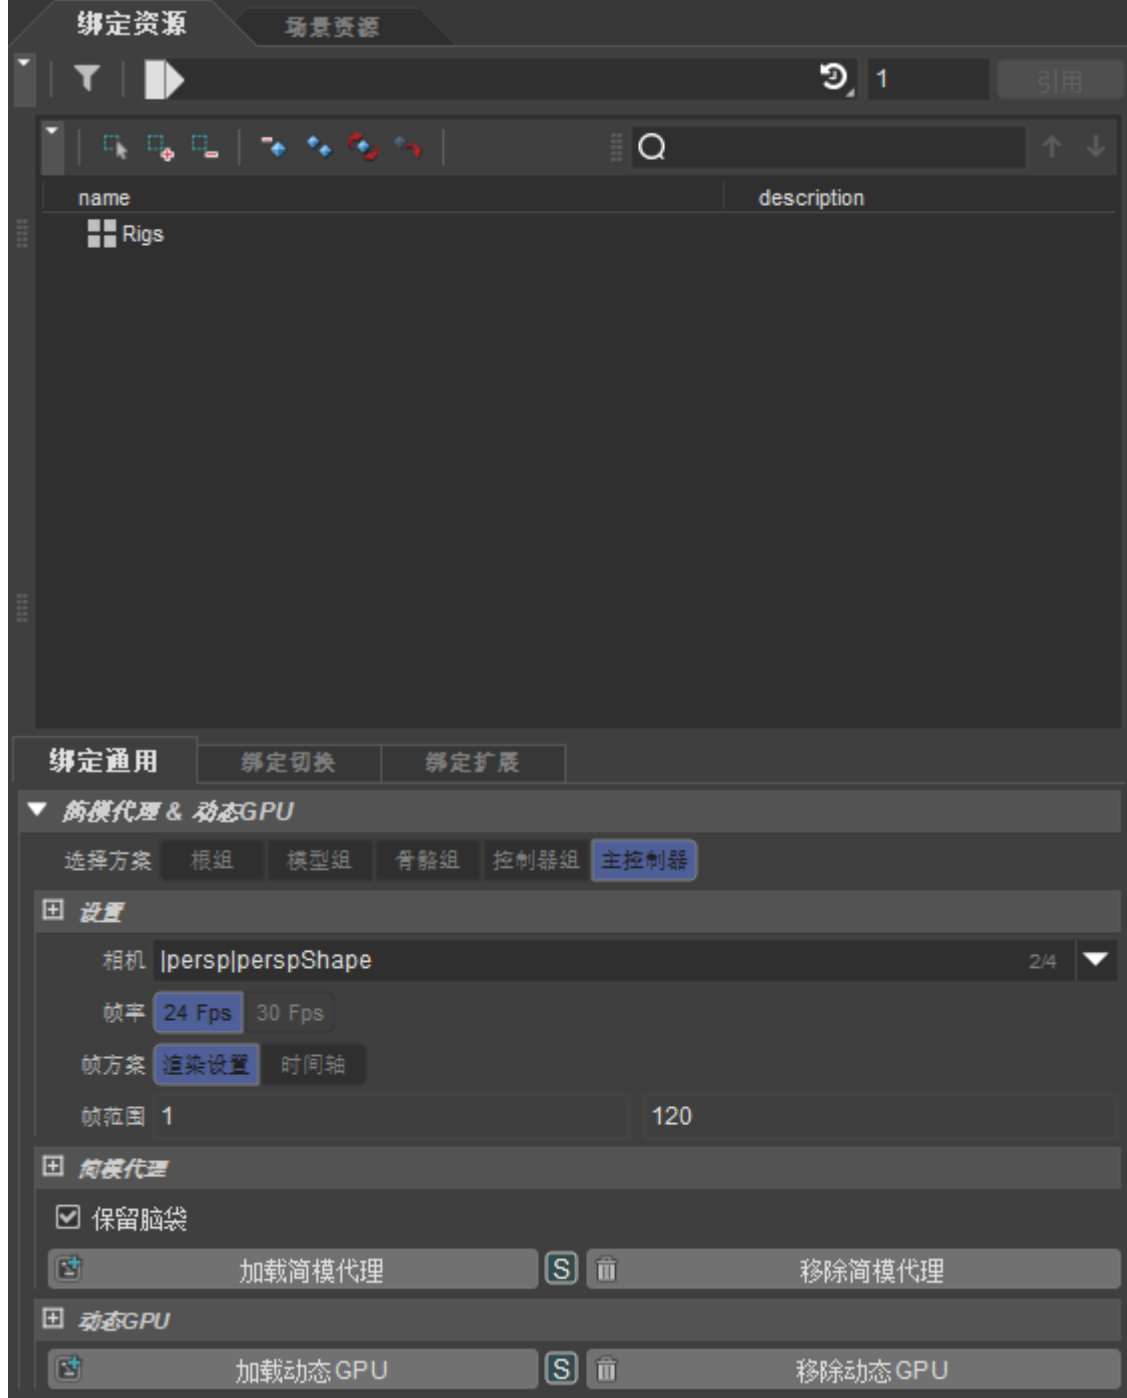 绑定资源 场景资源
1 引用
name description
Rigs
绑定通用 绑定切换 绑定扩展
简模代理 & 动态GPU
选择方案 根组 模型组 骨骼组 控制器组 主控制器
设置
相机 |persp|perspShape 2/4
帧率 24 Fps 30 Fps
帧方案 渲染设置 时间轴
帧范围 1 120
简模代理
保留脑袋
加载简模代理 S 移除简模代理
动态GPU
加载动态GPU S 移除动态GPU